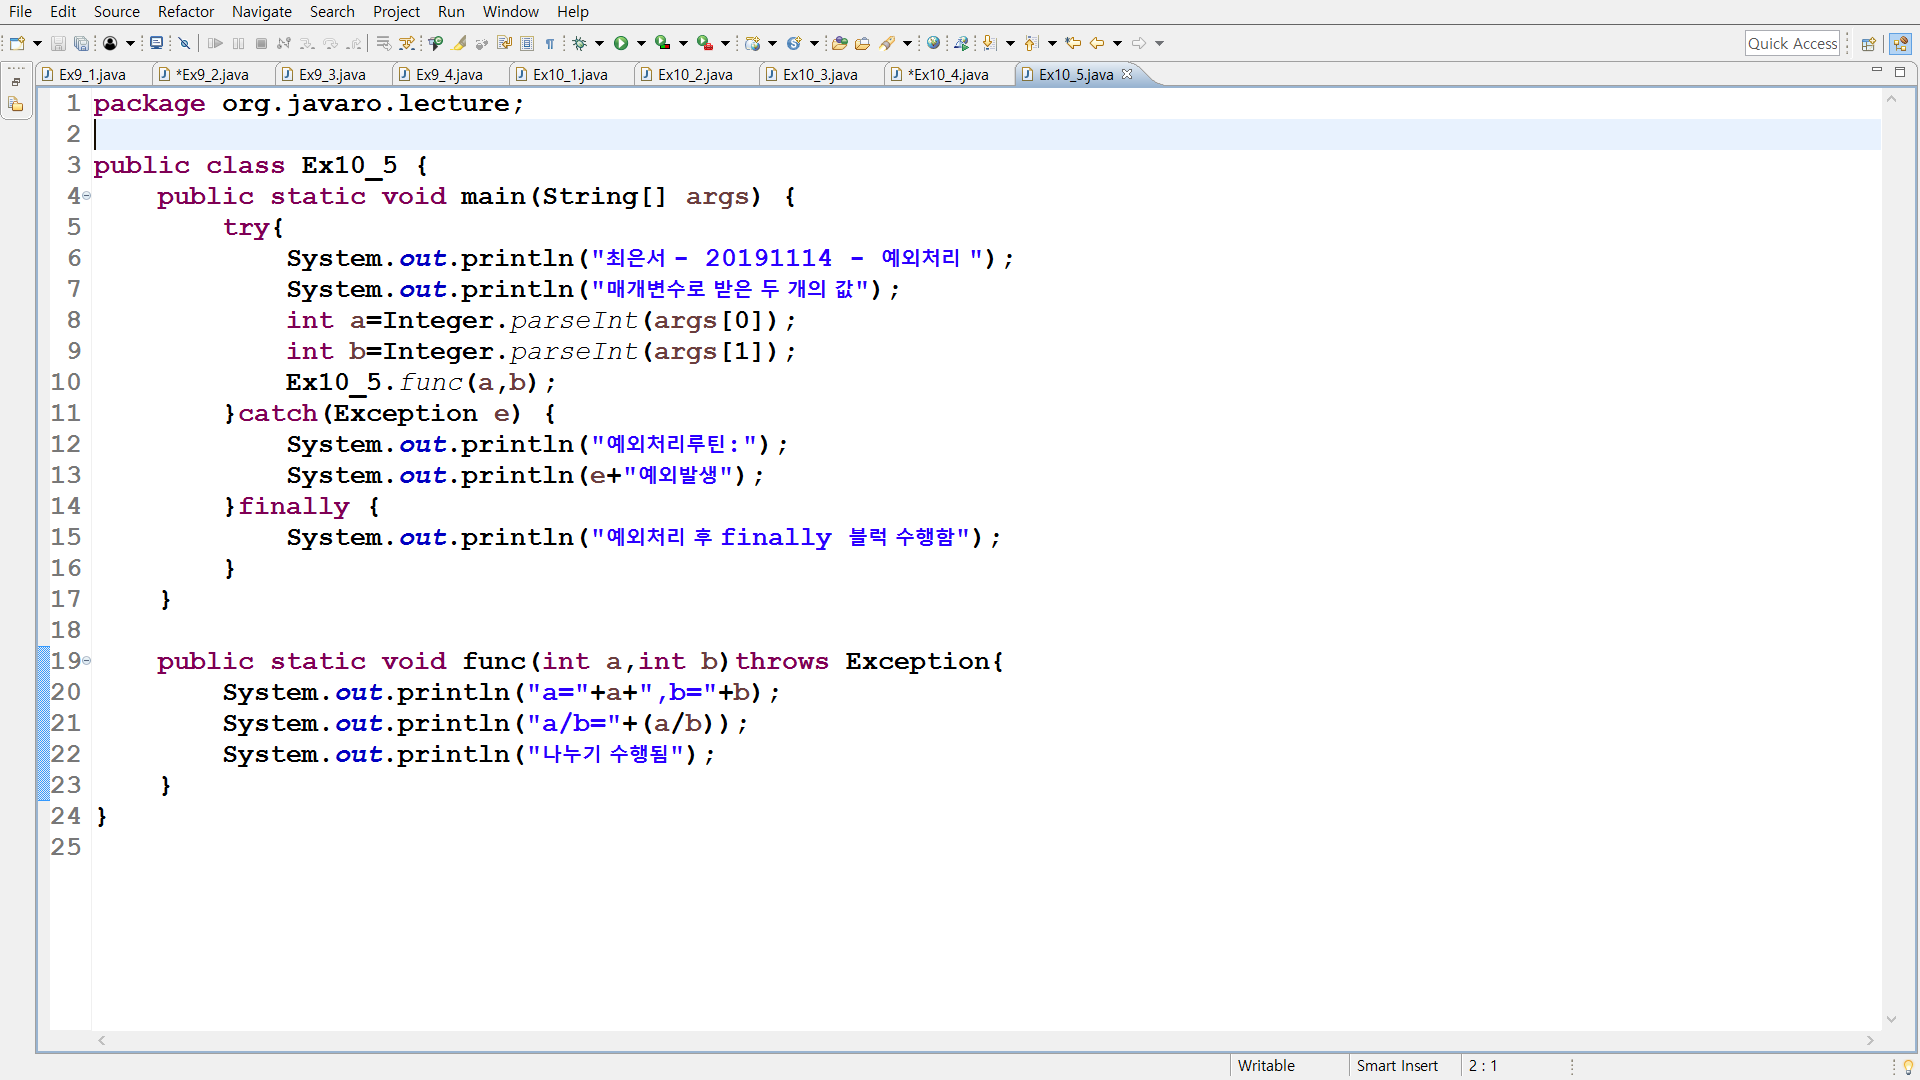 File Edit Source Refactor Navigate Search Project Run Window Help
Quick Access
Ex9_1.java *Ex9_2.java Ex9_3.java Ex9_4.java Ex10_1.java Ex10_2.java Ex10_3.java *Ex10_4.java Ex10_5.java
1 package org.javaro.lecture;
2
3 public class Ex10_5 {
4 public static void main(String[] args) {
5 try{
6 System.out.println("최은서 - 20191114 - 예외처리 ");
7 System.out.println("매개변수로 받은 두 개의 값");
8 int a=Integer.parseInt(args[0]);
9 int b=Integer.parseInt(args[1]);
10 Ex10_5.func(a,b);
11 }catch(Exception e) {
12 System.out.println("예외처리루틴:");
13 System.out.println(e+"예외발생");
14 }finally {
15 System.out.println("예외처리 후 finally 블럭 수행함");
16 }
17 }
18
19 public static void func(int a,int b)throws Exception{
20 System.out.println("a="+a+",b="+b);
21 System.out.println("a/b="+(a/b));
22 System.out.println("나누기 수행됨");
23 }
24 }
25
Writable Smart Insert 2 : 1